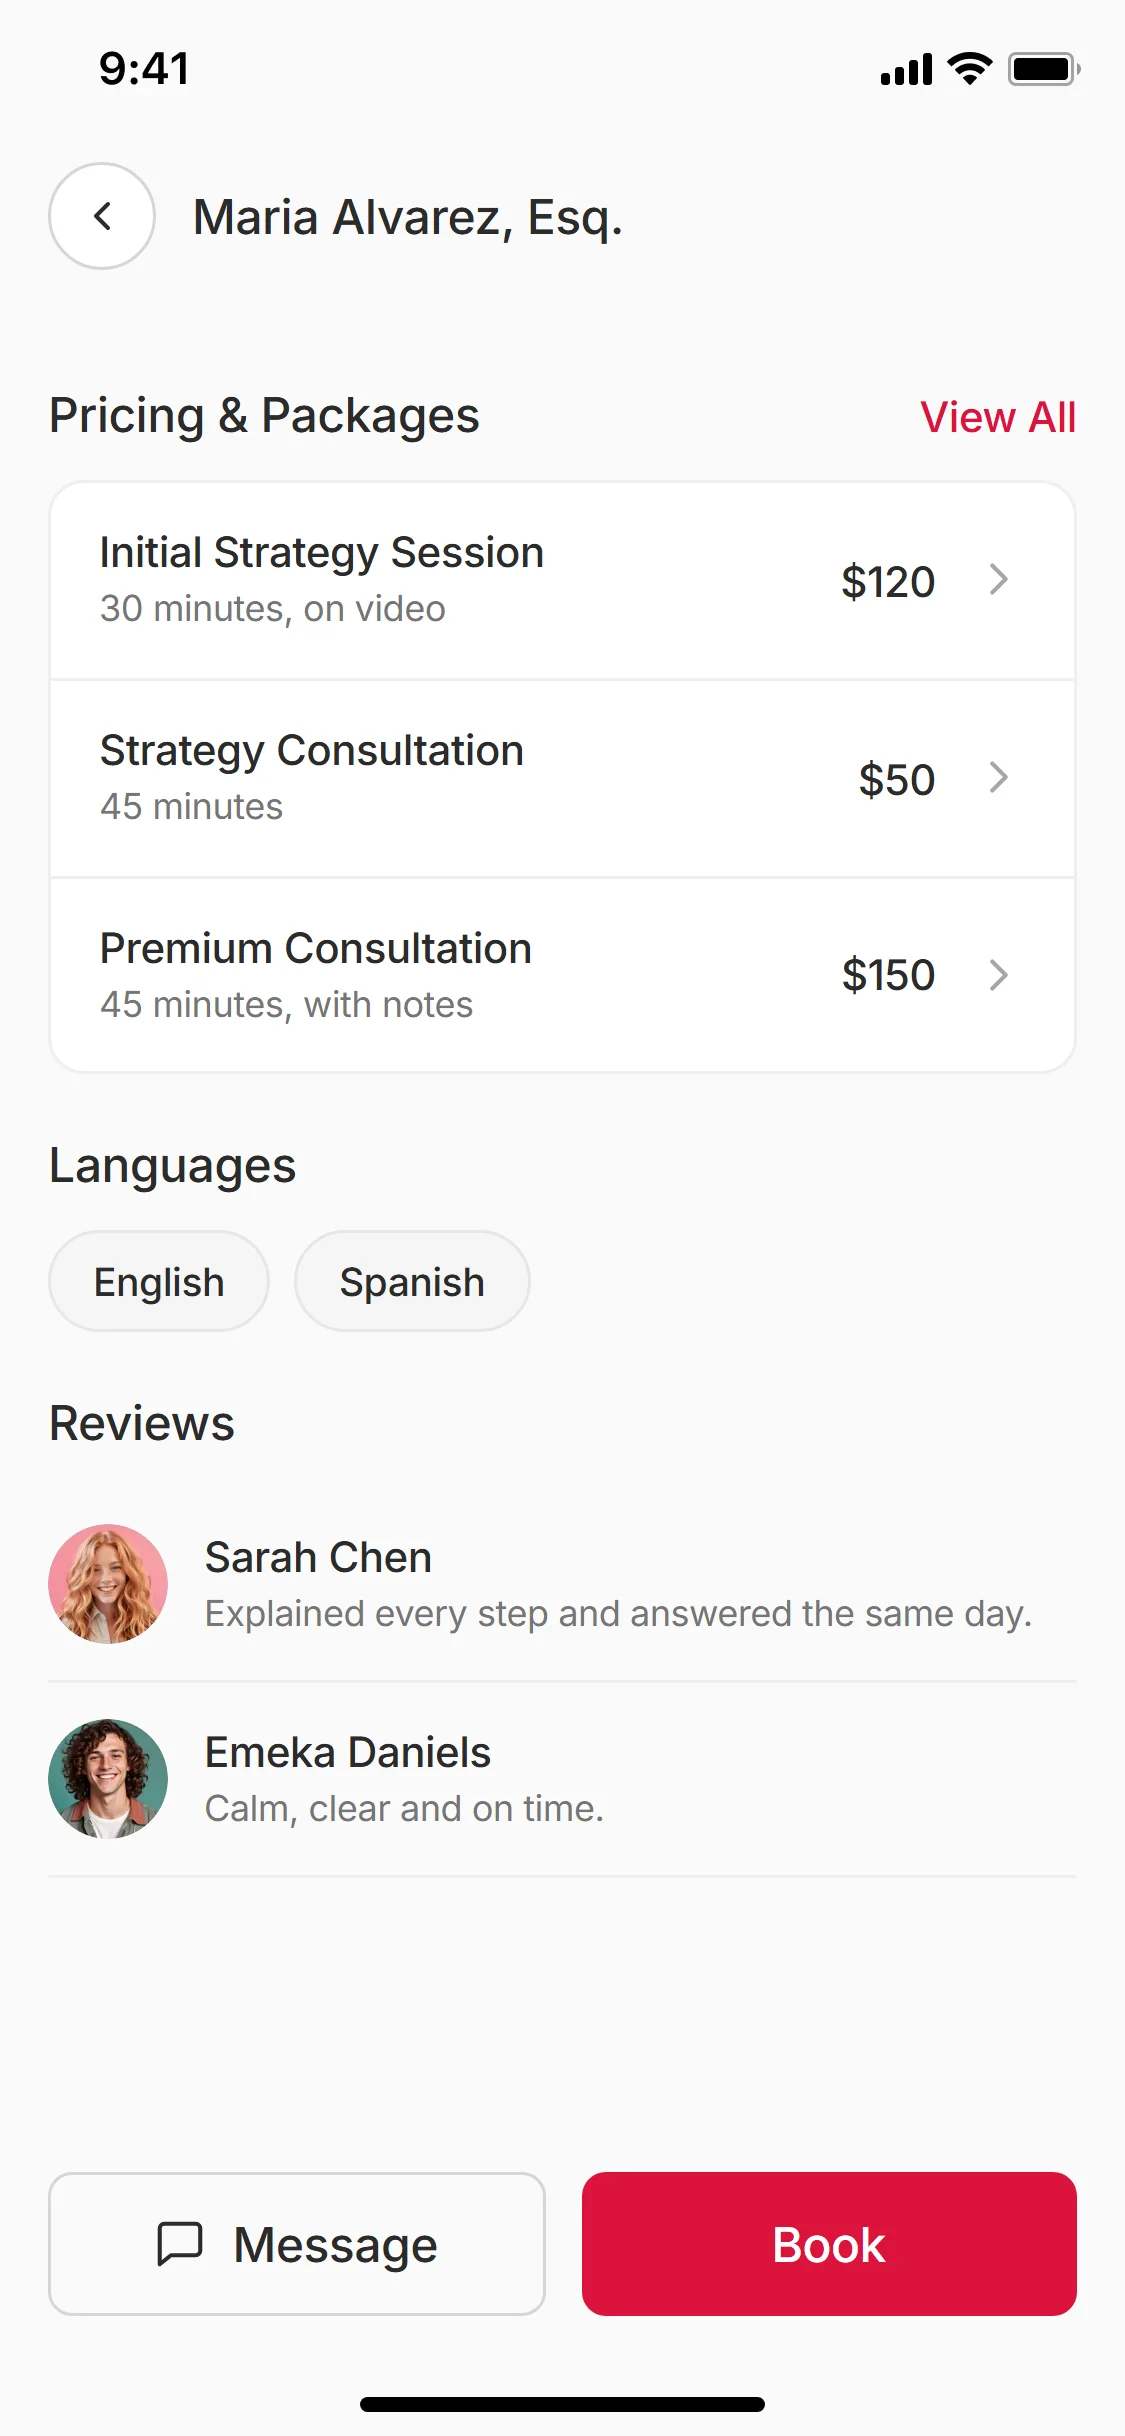 9:41
Maria Alvarez, Esq.
Pricing & Packages
View All
Initial Strategy Session
30 minutes, on video
$120
Strategy Consultation
45 minutes
$50
Premium Consultation
45 minutes, with notes
$150
Languages
English
Spanish
Reviews
Sarah Chen
Explained every step and answered the same day.
Emeka Daniels
Calm, clear and on time.
Message
Book